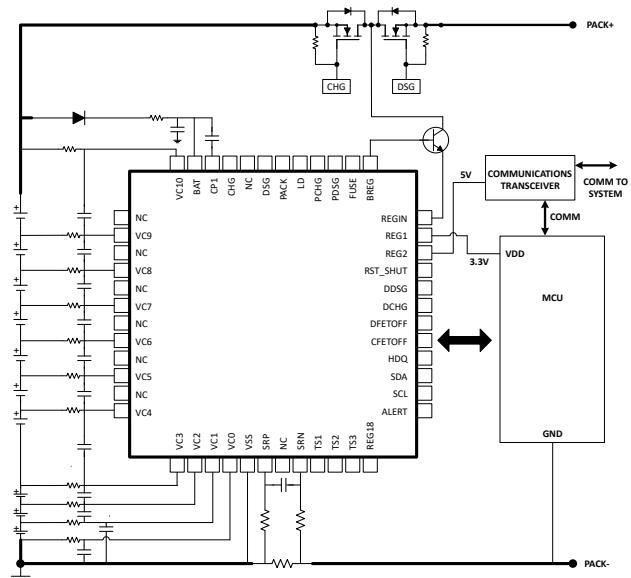 PACK+
CHG
DSG
VC10
BAT
CP1
CHG
NC
DSG
PACK
LD
PCHG
PDSG
FUSE
BREG
5V
COMMUNICATIONS
TRANSCEIVER
COMM TO
SYSTEM
COMM
NC
VC9
NC
VC8
NC
VC7
NC
VC6
NC
VC5
NC
VC4
REGIN
REG1
REG2
RST_SHUT
DDSG
DCHG
DFETOFF
CFETOFF
HDQ
SDA
SCL
ALERT
3.3V
VDD
MCU
GND
VC3
VC2
VC1
VC0
VSS
SRP
NC
SRN
TS1
TS2
TS3
REG18
+
+
+
+
+
+
+
+
+
+
PACK-